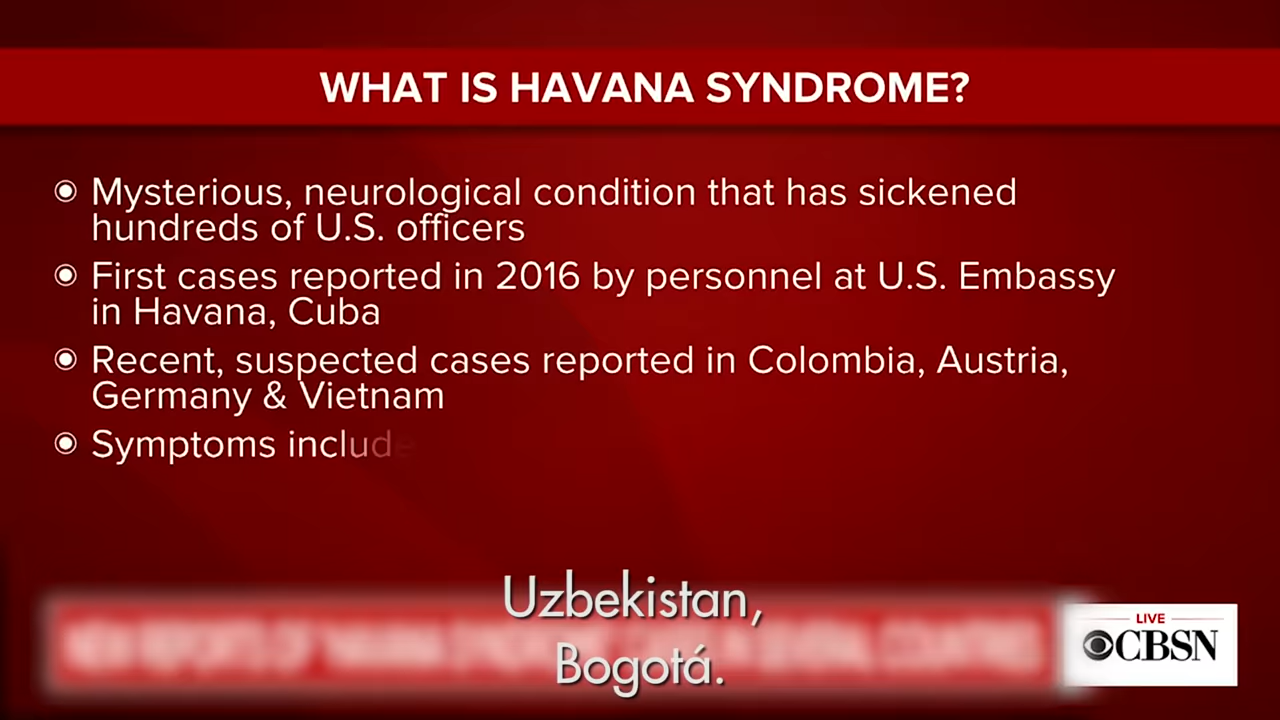 WHAT IS HAVANA SYNDROME?
Mysterious, neurological condition that has sickened
hundreds of U.S. officers
First cases reported in 2016 by personnel at U.S. Embassy
in Havana, Cuba
Recent, suspected cases reported in Colombia, Austria,
Germany & Vietnam
Symptoms include
Uzbekistan,
Bogotá.
LIVE
CBSN